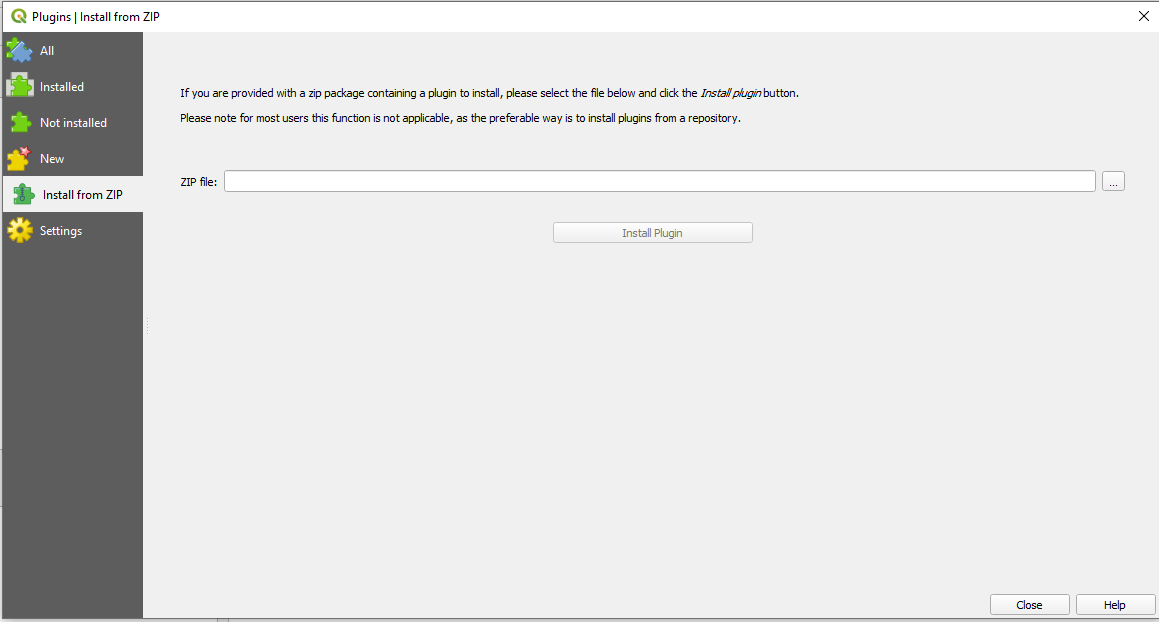 Plugins | Install from ZIP
All
Installed
Not installed
New
Install from ZIP
Settings
If you are provided with a zip package containing a plugin to install, please select the file below and click the Install plugin button.
Please note for most users this function is not applicable, as the preferable way is to install plugins from a repository.
ZIP file:
...
Install Plugin
Close
Help